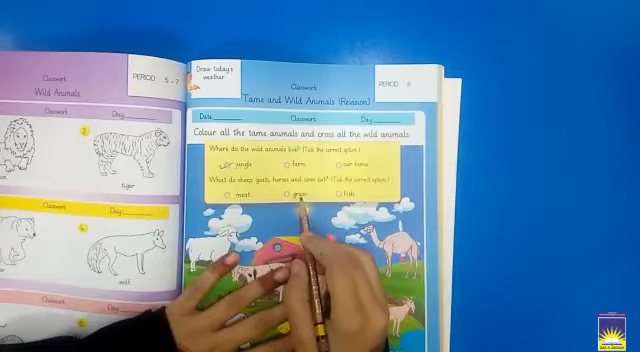 Classwork
Wild Animals
PERIOD 5 - 7
Classwork Day
2
tiger
Classwork Day
4
wolf
Classwork Day
5
Draw today's
weather
Classwork
PERIOD 8
Tame and Wild Animals (Revision)
Date Classwork Day
Colour all the tame animals and cross all the wild animals
Where do the wild animals live? (Tick the correct option.)
jungle farm our home
What do sheep, goats, horses and cows eat? (Tick the correct option.)
meat grass fish